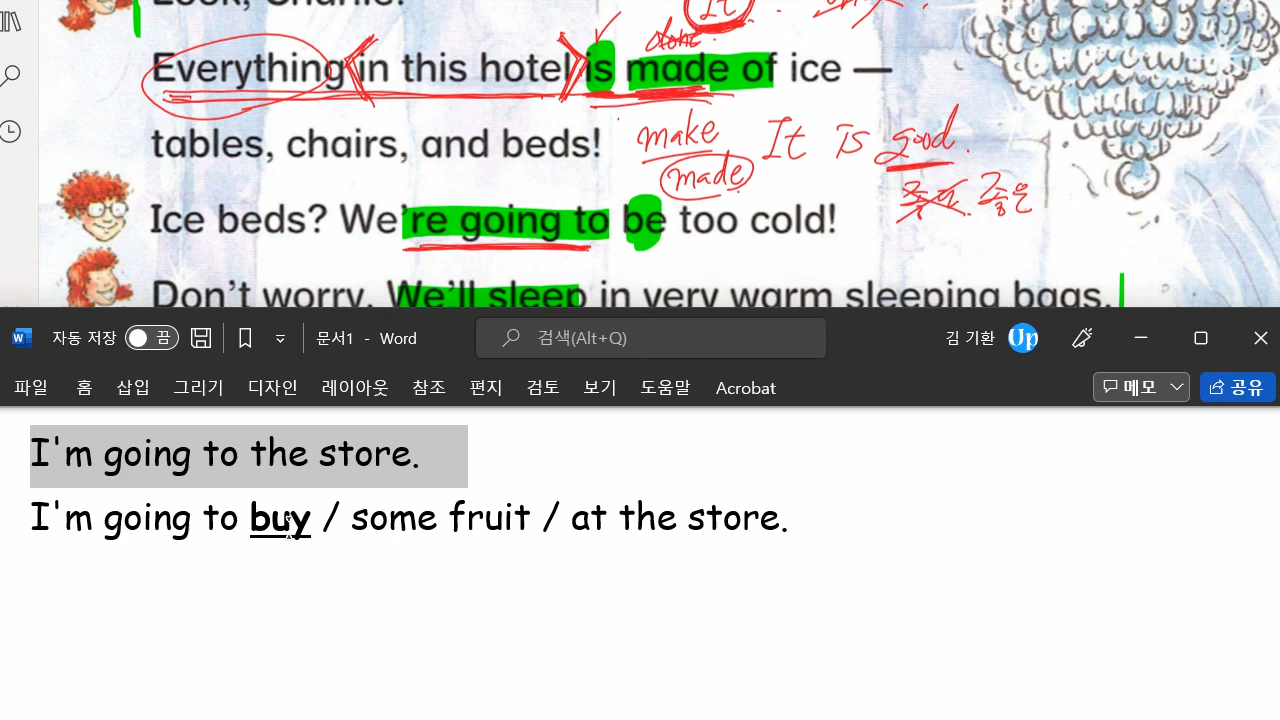 Look, Charlie!
It
Everything in this hotel is made of ice —
done
tables, chairs, and beds!
make
made
It is good.
좋은
Ice beds? We're going to be too cold!
Don't worry. We'll sleep in very warm sleeping bags.
자동 저장 끔 문서1 - Word 검색(Alt+Q) 김 기환 Up
파일 홈 삽입 그리기 디자인 레이아웃 참조 편지 검토 보기 도움말 Acrobat 메모 공유
I'm going to the store.
I'm going to buy / some fruit / at the store.